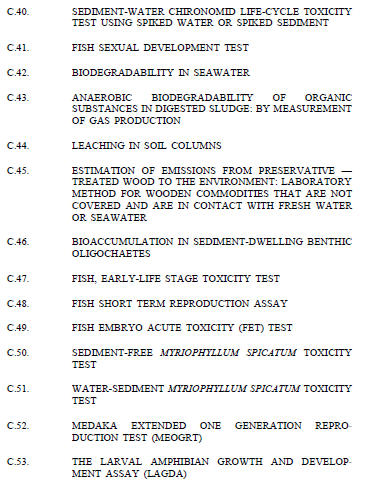 C.40. SEDIMENT-WATER CHIRONOMID LIFE-CYCLE TOXICITY
TEST USING SPIKED WATER OR SPIKED SEDIMENT
C.41. FISH SEXUAL DEVELOPMENT TEST
C.42. BIODEGRADABILITY IN SEAWATER
C.43. ANAEROBIC BIODEGRADABILITY OF ORGANIC
SUBSTANCES IN DIGESTED SLUDGE: BY MEASUREMENT
OF GAS PRODUCTION
C.44. LEACHING IN SOIL COLUMNS
C.45. ESTIMATION OF EMISSIONS FROM PRESERVATIVE —
TREATED WOOD TO THE ENVIRONMENT: LABORATORY
METHOD FOR WOODEN COMMODITIES THAT ARE NOT
COVERED AND ARE IN CONTACT WITH FRESH WATER
OR SEAWATER
C.46. BIOACCUMULATION IN SEDIMENT-DWELLING BENTHIC
OLIGOCHAETES
C.47. FISH, EARLY-LIFE STAGE TOXICITY TEST
C.48. FISH SHORT TERM REPRODUCTION ASSAY
C.49. FISH EMBRYO ACUTE TOXICITY (FET) TEST
C.50. SEDIMENT-FREE MYRIOPHYLLUM SPICATUM TOXICITY
TEST
C.51. WATER-SEDIMENT MYRIOPHYLLUM SPICATUM TOXICITY
TEST
C.52. MEDAKA EXTENDED ONE GENERATION REPRO-
DUCTION TEST (MEOGRT)
C.53. THE LARVAL AMPHIBIAN GROWTH AND DEVELOP-
MENT ASSAY (LAGDA)